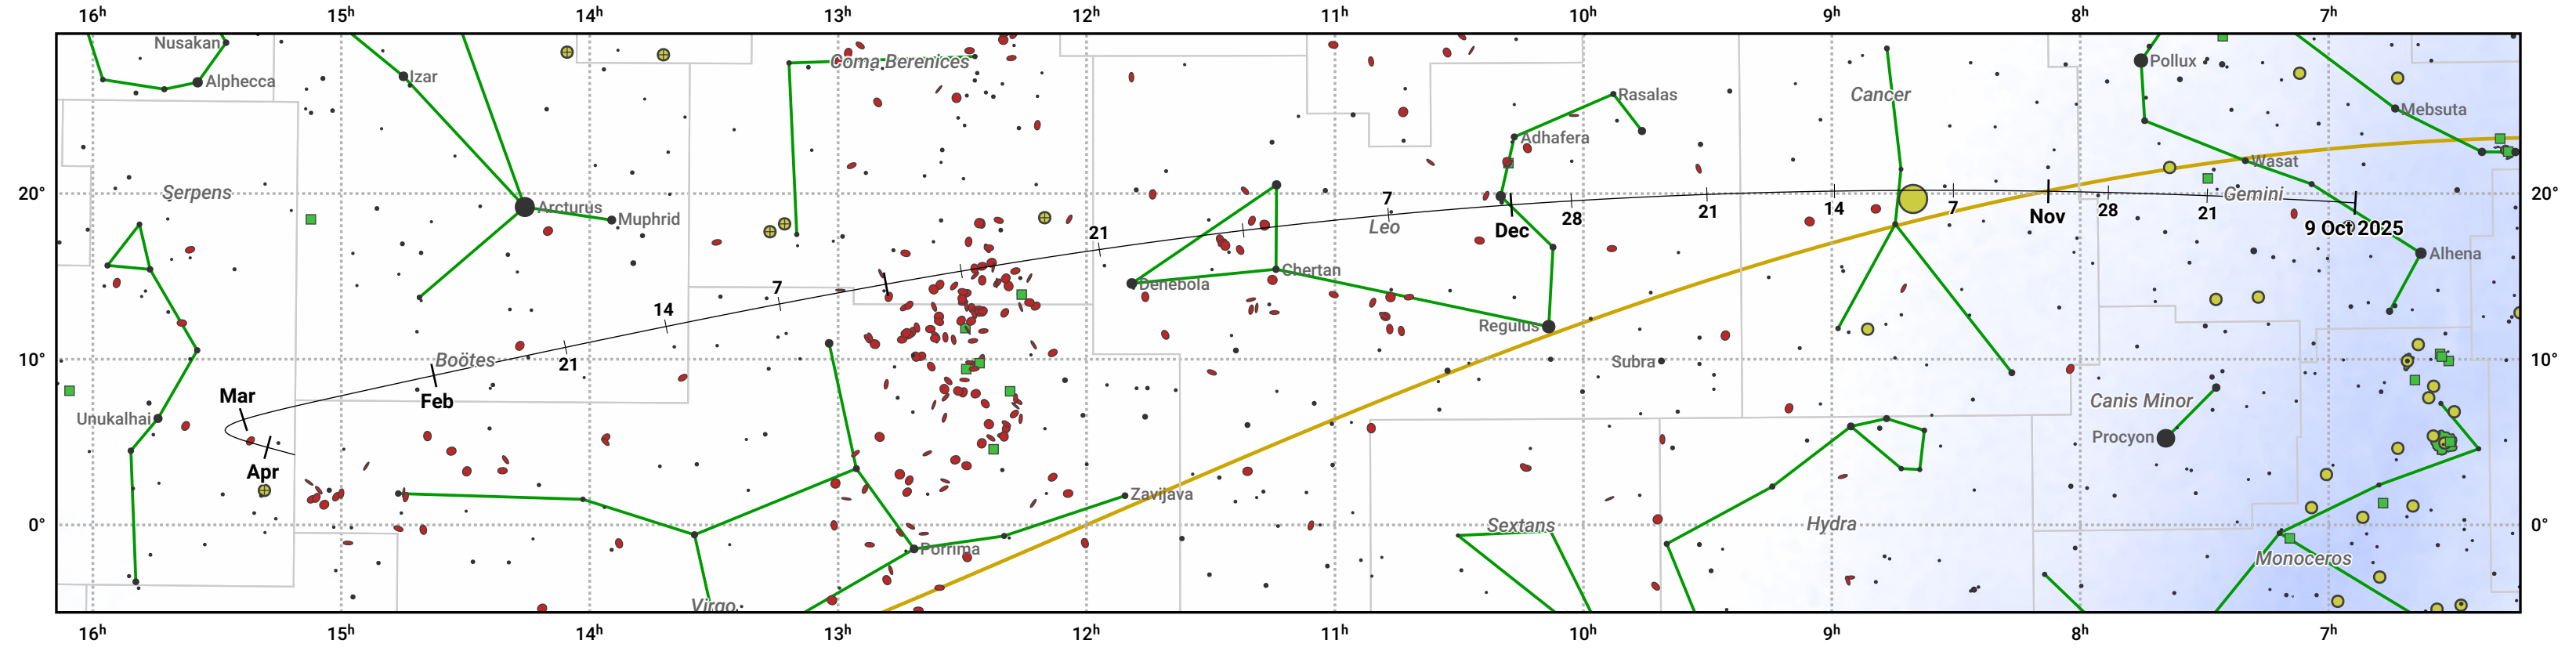 16ʰ 15ʰ 14ʰ 13ʰ 12ʰ 11ʰ 10ʰ 9ʰ 8ʰ 7ʰ
Nusakan
Coma Berenices
Pollux
Izar
Alphecca
Rasalas
Cancer
Mebsuta
Adhafera
Wasat
20° Serpens
Gemini 20°
Arcturus
Muphrid
21 7 Leo Dec 28 21 14 7 Nov 28 21 9 Oct 2025
Alhena
Chertan
Denebola
7
14
Regulus
10° Boötes 21
Subra
10°
Mar
Feb
Canis Minor
Unukalhai
Procyon
Apr
Zavijava
0° Sextans Hydra 0°
Porrima
Monoceros
Virgo
16ʰ 15ʰ 14ʰ 13ʰ 12ʰ 11ʰ 10ʰ 9ʰ 8ʰ 7ʰ